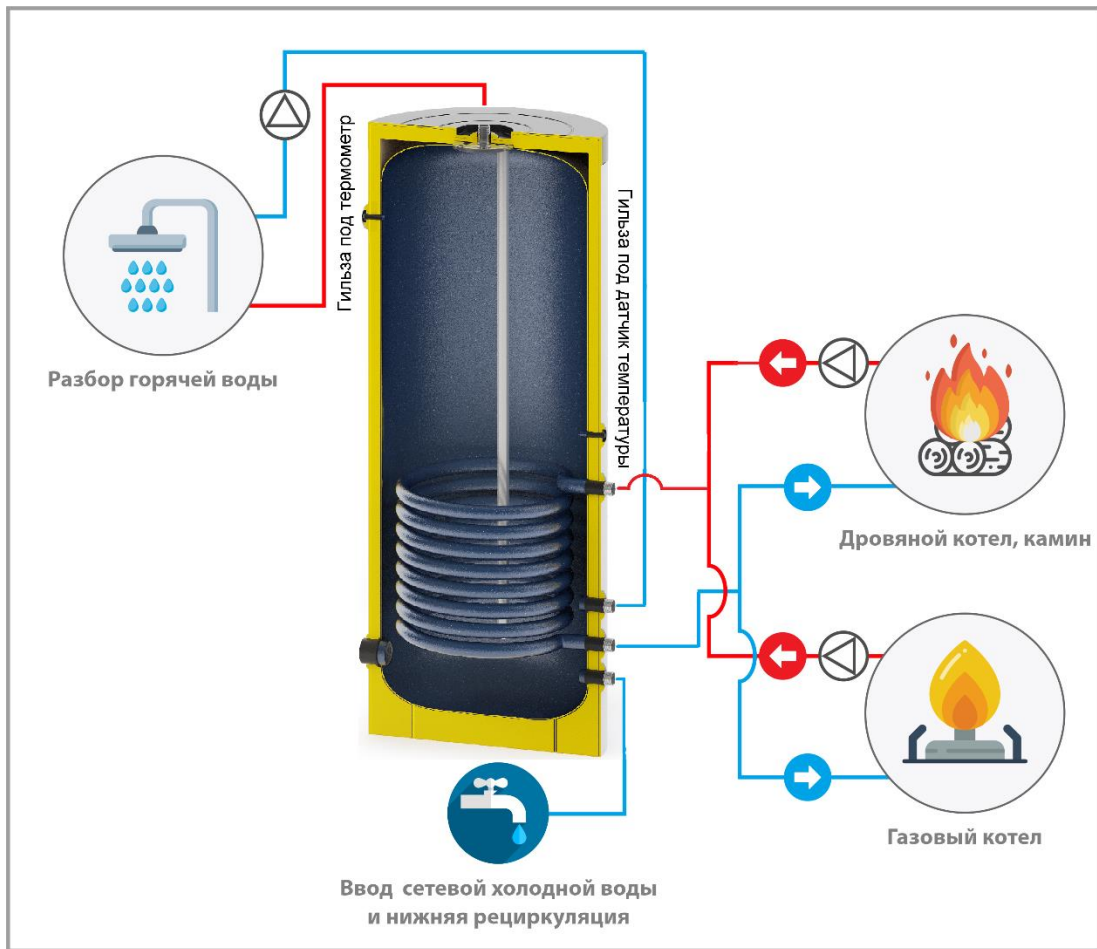 Гильза под термометр
Гильза под датчик температуры
Разбор горячей воды
Дровяной котел, камин
Газовый котел
Ввод сетевой холодной воды
и нижняя рециркуляция